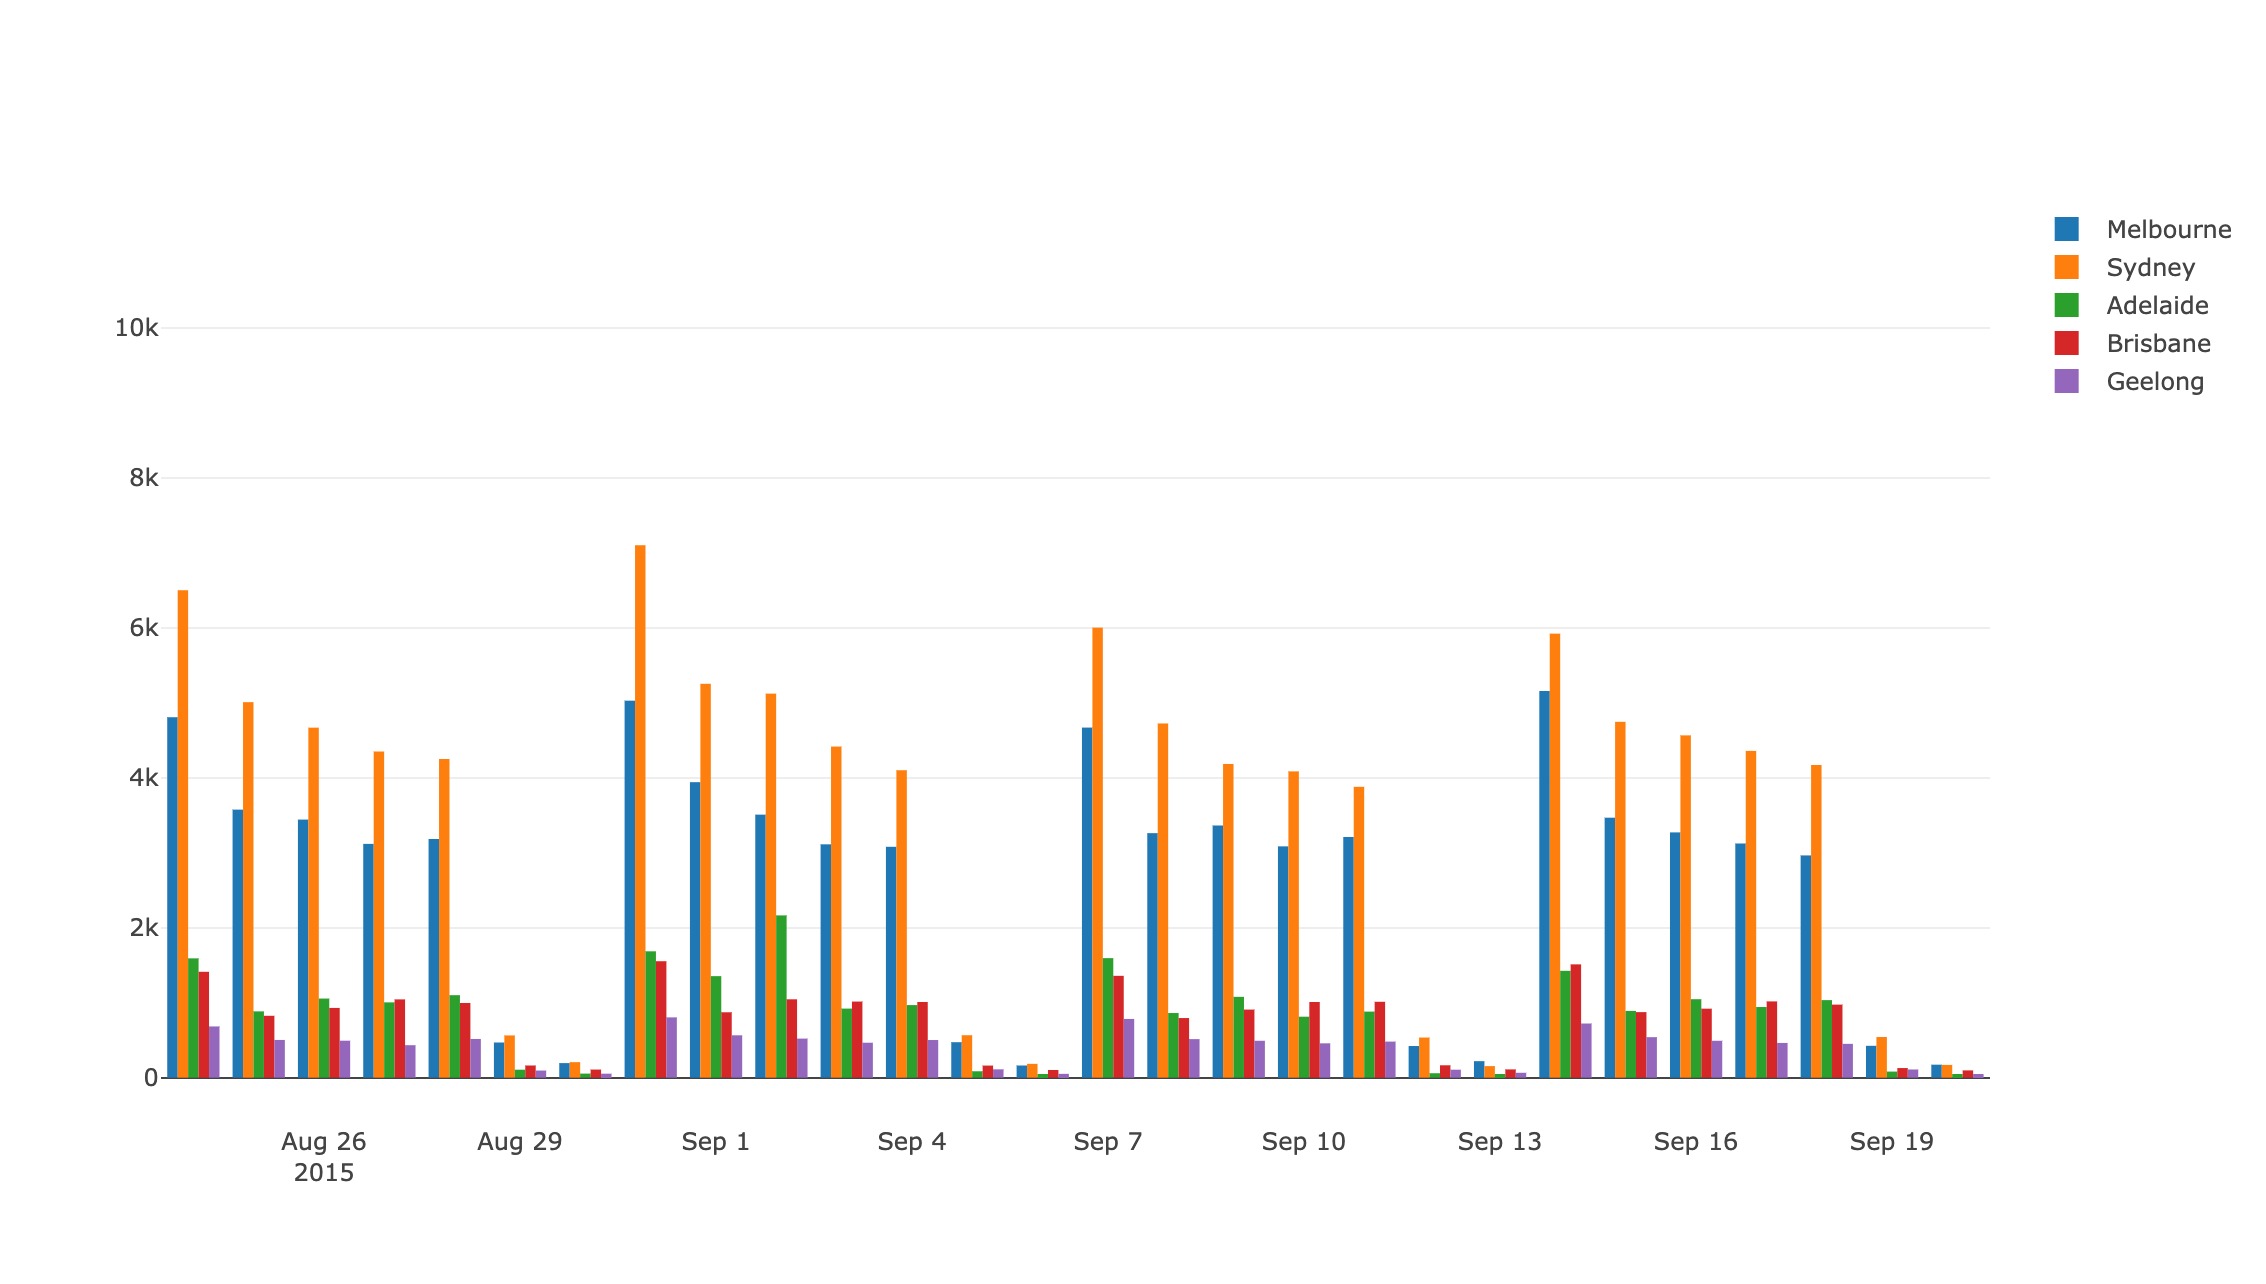 Melbourne
Sydney
Adelaide
Brisbane
Geelong
10k
8k
6k
4k
2k
0
Aug 26
2015
Aug 29
Sep 1
Sep 4
Sep 7
Sep 10
Sep 13
Sep 16
Sep 19